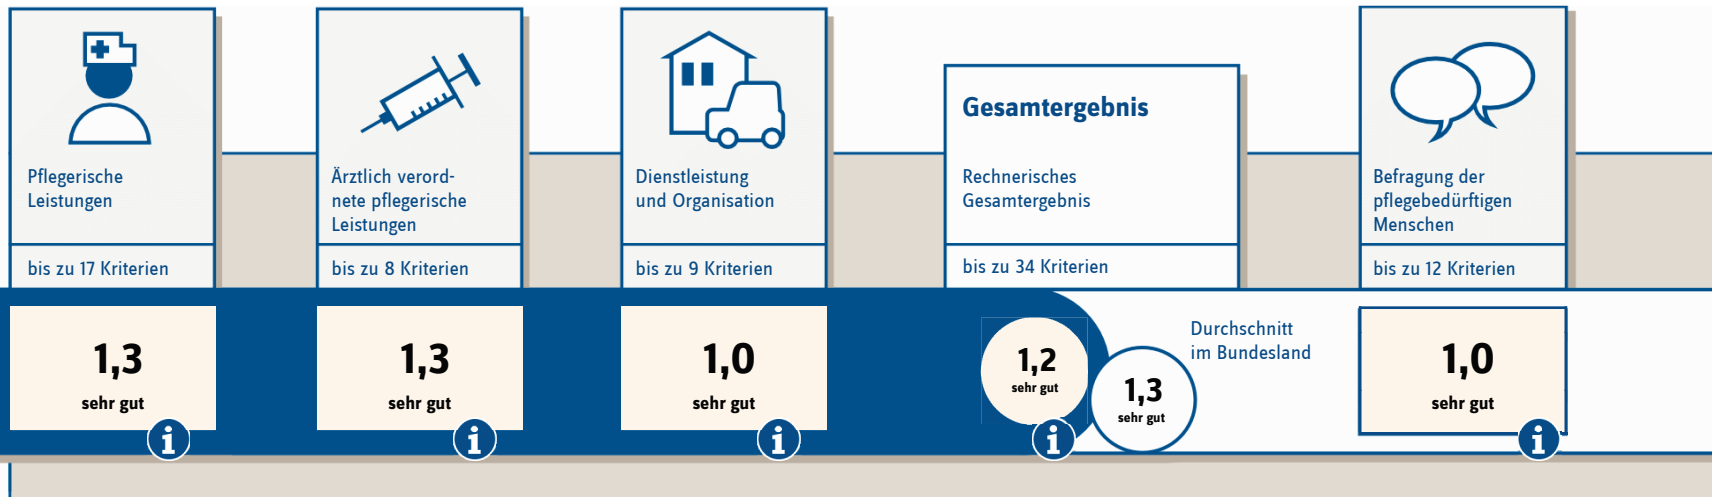 Pflegerische
Leistungen
bis zu 17 Kriterien
1,3
sehr gut
i
Ärztlich verord-
nete pflegerische
Leistungen
bis zu 8 Kriterien
1,3
sehr gut
i
Dienstleistung
und Organisation
bis zu 9 Kriterien
1,0
sehr gut
i
Gesamtergebnis
Rechnerisches
Gesamtergebnis
bis zu 34 Kriterien
1,2
sehr gut
i
Durchschnitt
im Bundesland
1,3
sehr gut
Befragung der
pflegebedürftigen
Menschen
bis zu 12 Kriterien
1,0
sehr gut
i